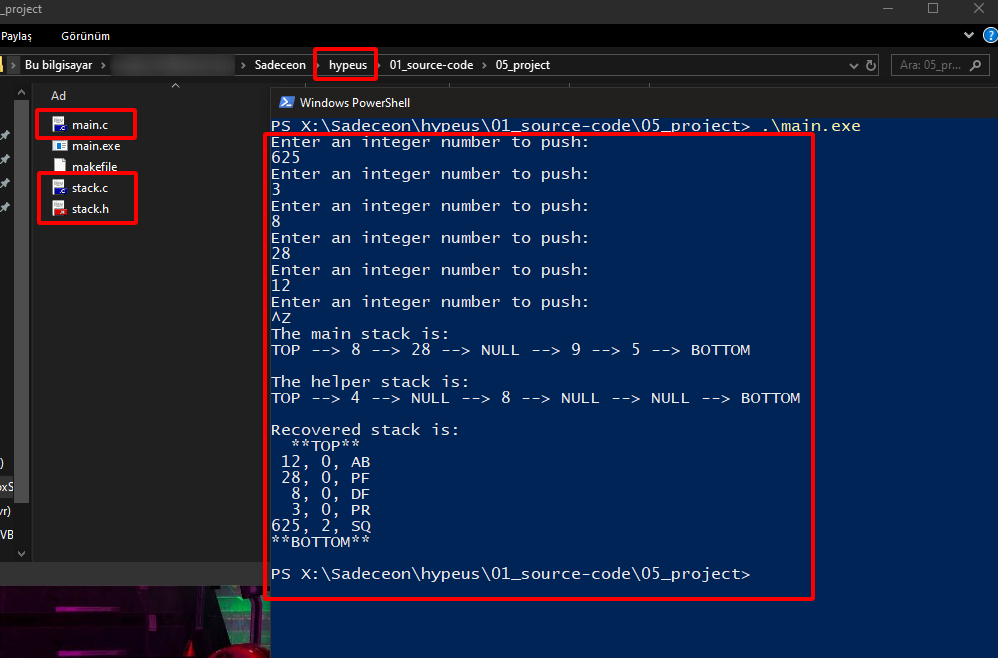 _project
Paylaş Görünüm
Bu bilgisayar > Sadeceon > hypeus > 01_source-code > 05_project
Ara: 05_pr...
Ad
main.c
main.exe
makefile
stack.c
stack.h
Windows PowerShell
PS X:\Sadeceon\hypeus\01_source-code\05_project> .\main.exe
Enter an integer number to push:
625
Enter an integer number to push:
3
Enter an integer number to push:
8
Enter an integer number to push:
28
Enter an integer number to push:
12
Enter an integer number to push:
^Z
The main stack is:
TOP --> 8 --> 28 --> NULL --> 9 --> 5 --> BOTTOM
The helper stack is:
TOP --> 4 --> NULL --> 8 --> NULL --> NULL --> BOTTOM
Recovered stack is:
**TOP**
12, 0, AB
28, 0, PF
8, 0, DF
3, 0, PR
625, 2, SQ
**BOTTOM**
PS X:\Sadeceon\hypeus\01_source-code\05_project>
)
oxS
vr)
VB